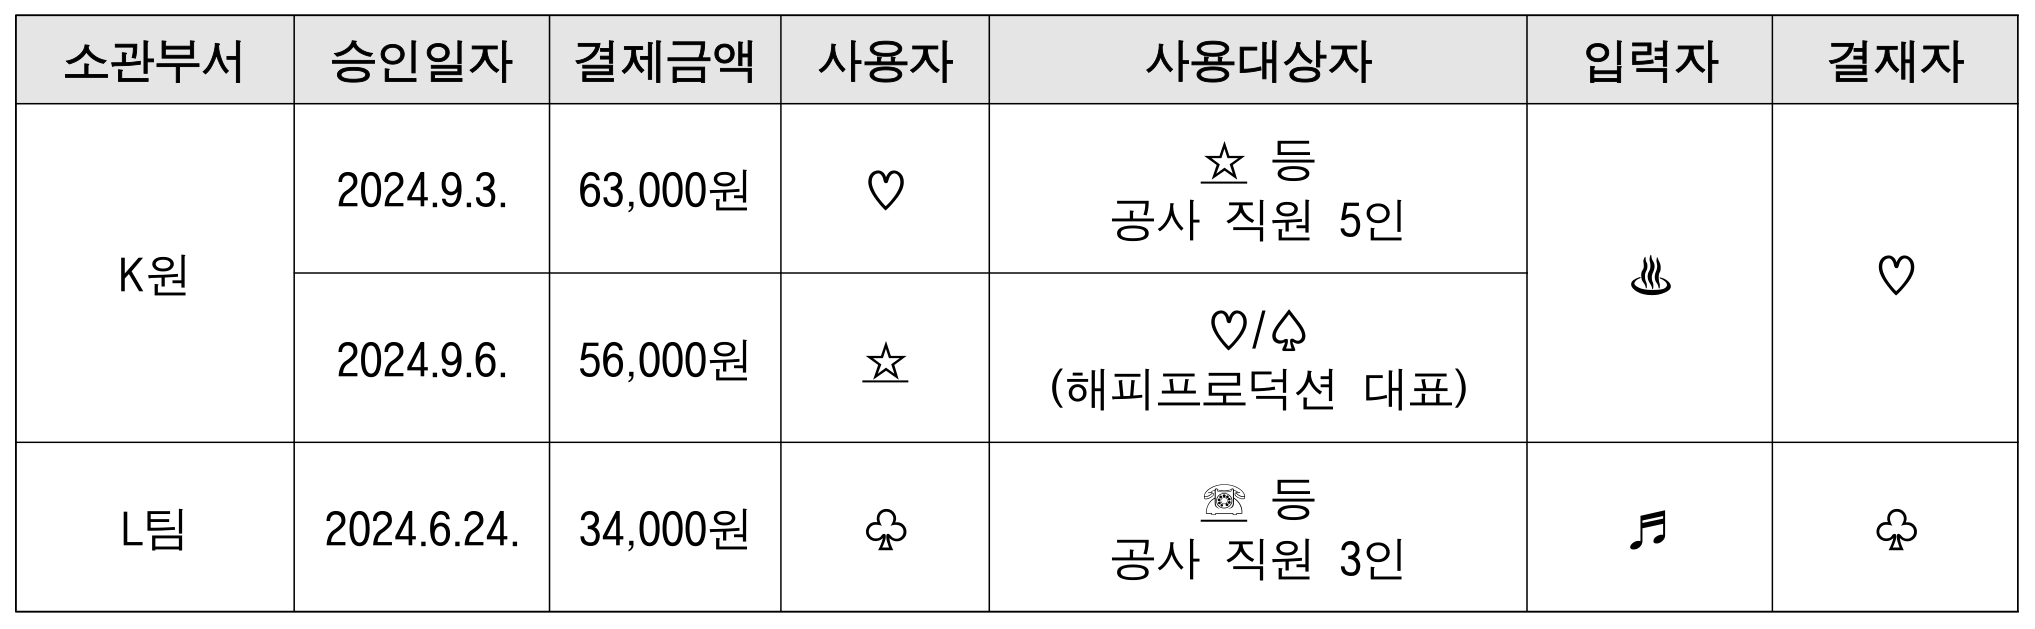 소관부서 승인일자 결제금액 사용자 사용대상자 입력자 결재자
K원 2024.9.3. 63,000원 ♡ ☆ 등
공사 직원 5인 ♨ ♡
2024.9.6. 56,000원 ☆ ♡/♤
(해피프로덕션 대표)
L팀 2024.6.24. 34,000원 ♧ ☏ 등
공사 직원 3인 ♬ ♧